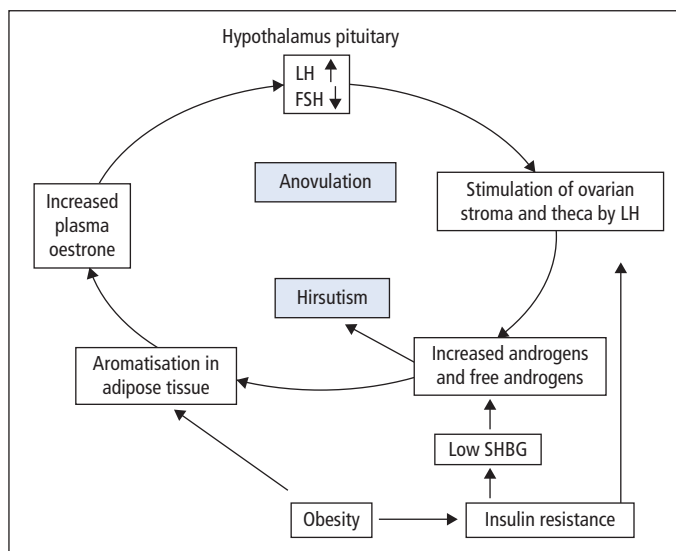 Hypothalamus pituitary
LH
FSH
Anovulation
Stimulation of ovarian
stroma and theca by LH
Increased
plasma
oestrone
Hirsutism
Increased androgens
and free androgens
Aromatisation in
adipose tissue
Low SHBG
Obesity
Insulin resistance